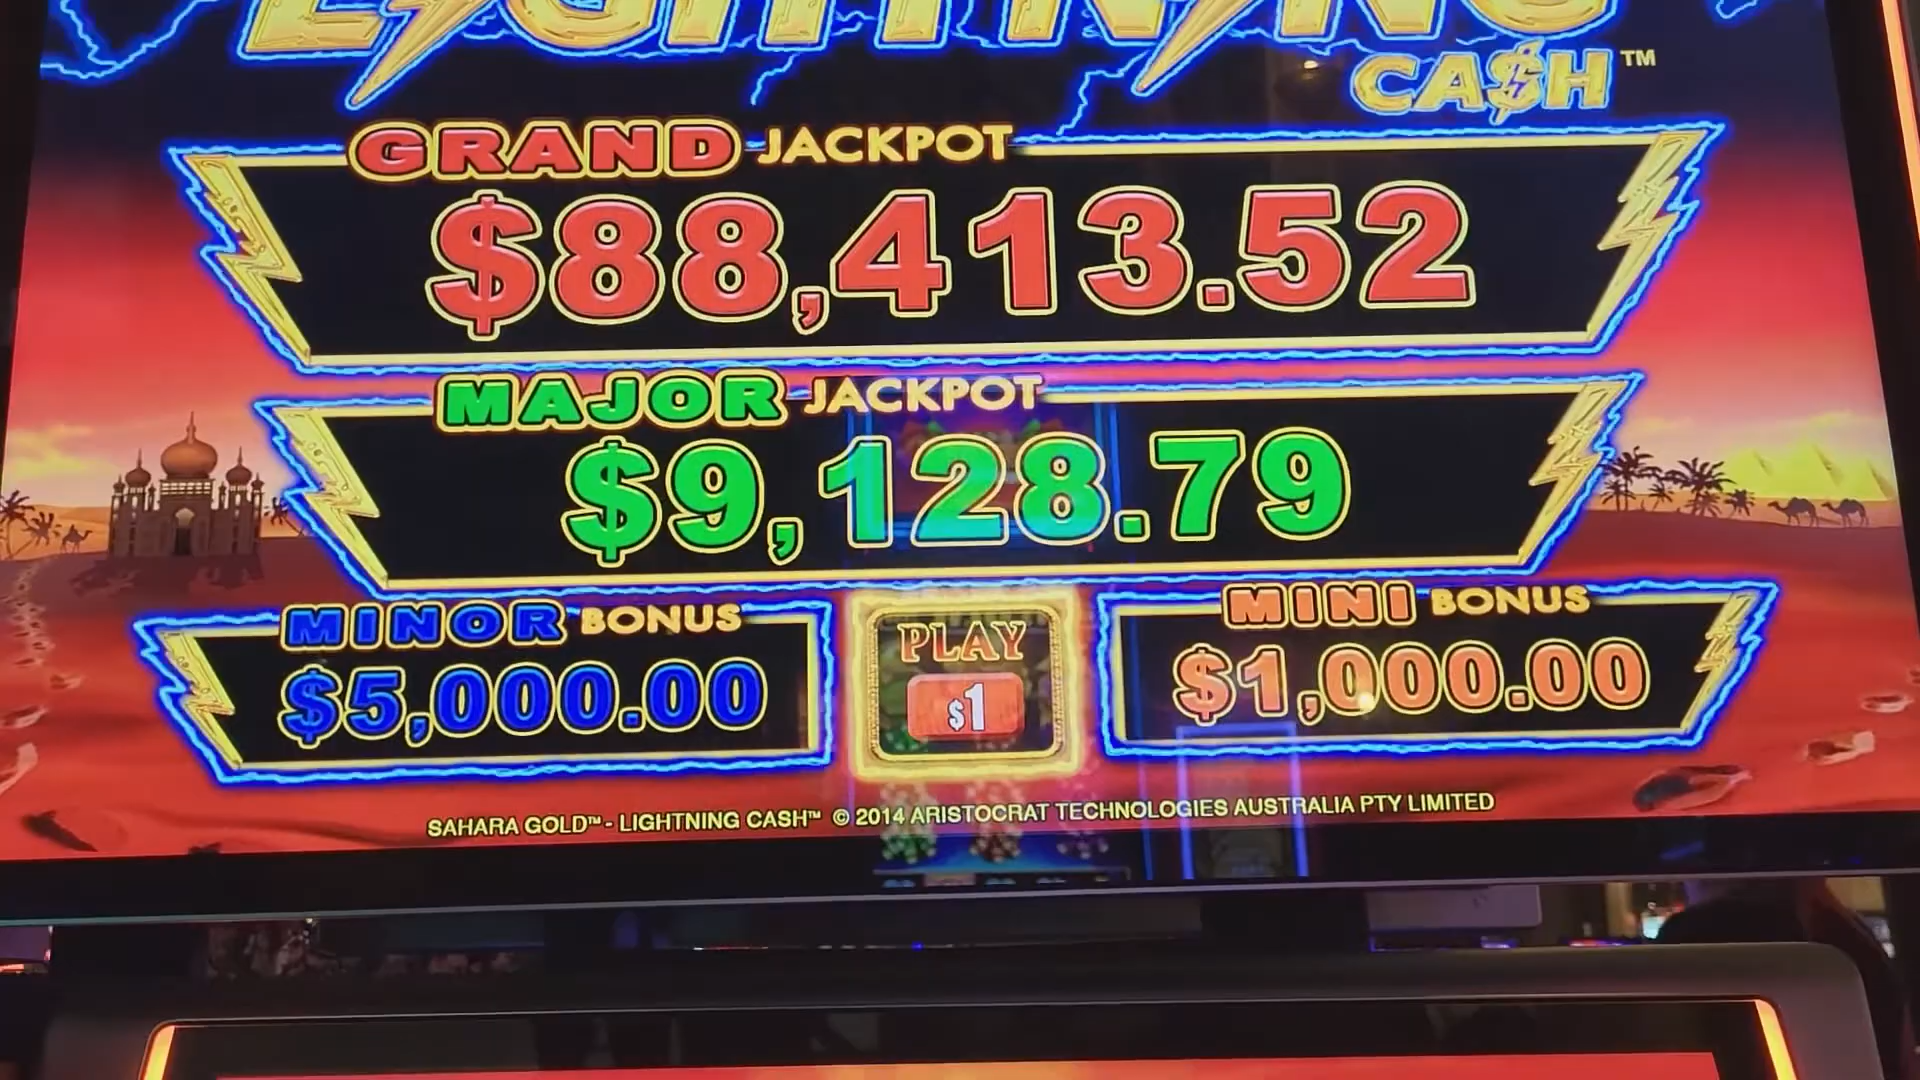 LIGHTNING
CA$H™
GRAND JACKPOT
$88,413.52
MAJOR JACKPOT
$9,128.79
MINOR BONUS
$5,000.00
PLAY
$1
MINI BONUS
$1,000.00
SAHARA GOLD™ - LIGHTNING CASH™ © 2014 ARISTOCRAT TECHNOLOGIES AUSTRALIA PTY LIMITED